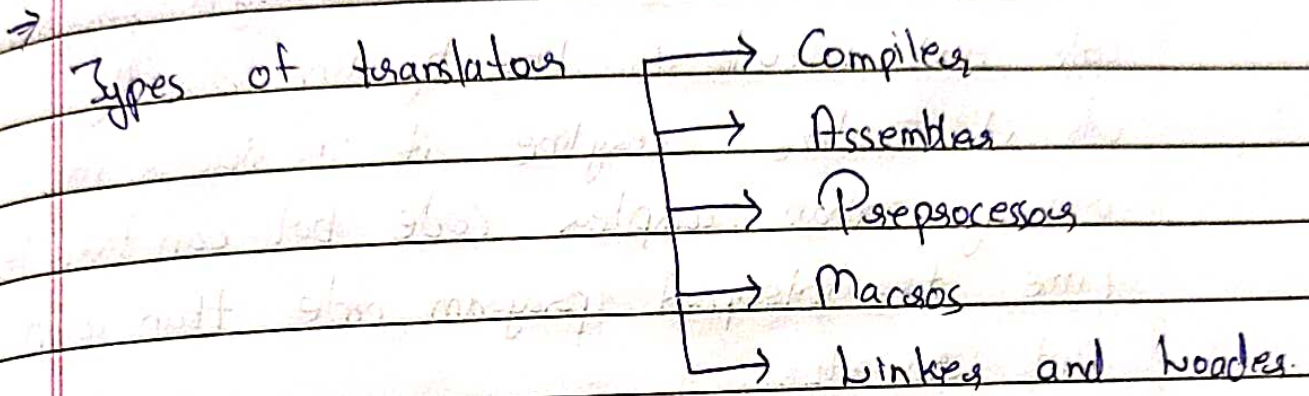 ⇒
Types of translator → Compiler
→ Assembler
→ Preprocessor
→ Macros
→ Linker and Loader.